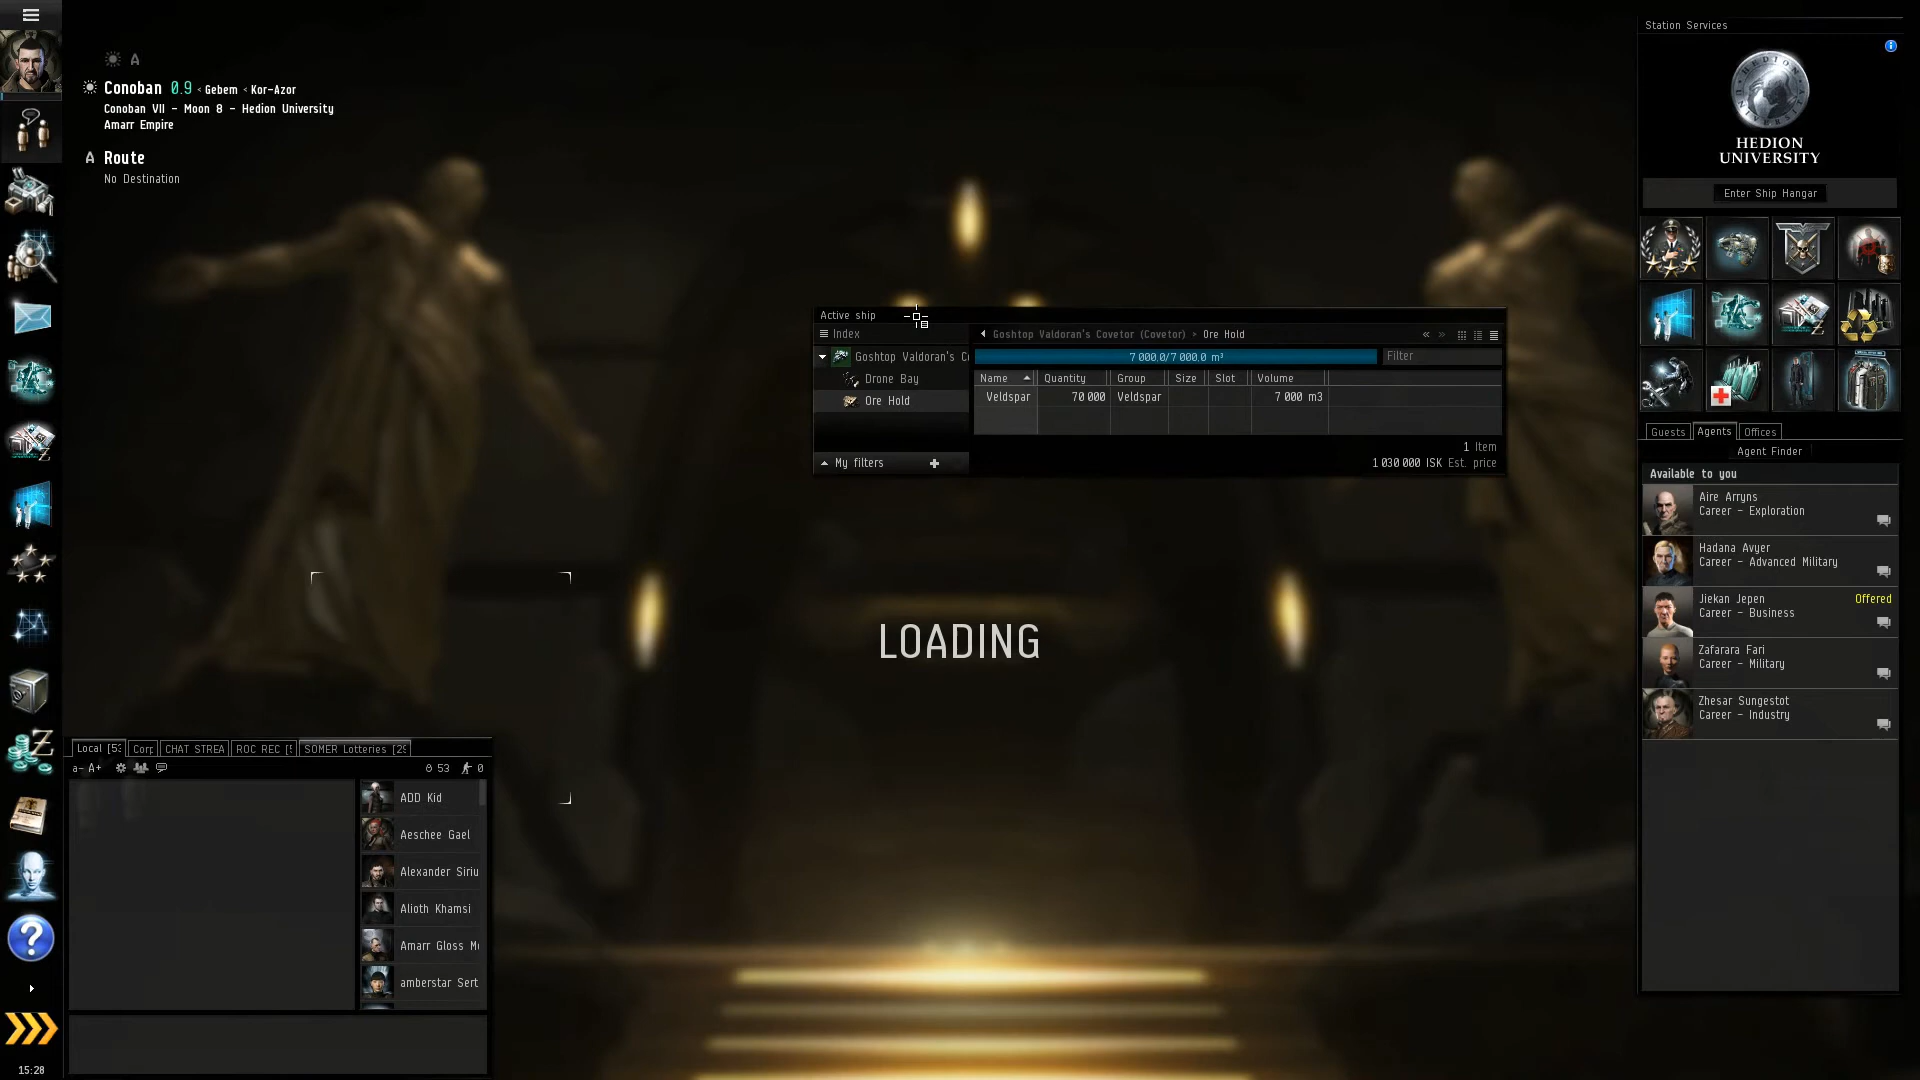 A
Conoban 0.9 < Gebem < Kor-Azor
Conoban VII - Moon 8 - Hedion University
Amarr Empire
A Route
No Destination
Active ship
Index
Goshtop Valdoran's Covetor (Covetor) > Ore Hold
Goshtop Valdoran's C
7 000.0/7 000.0 m³
Filter
Drone Bay
Ore Hold
Name Quantity Group Size Slot Volume
Veldspar 70 000 Veldspar 7 000 m3
1 Item
My filters
1 030 000 ISK Est. price
LOADING
Local [53
Corp
CHAT STREA
ROC REC [
SOMER Lotteries [29
a- A+
53
0
ADD Kid
Aeschee Gael
Alexander Siriu
Alioth Khamsi
Amarr Gloss M
amberstar Sert
15:28
Station Services
HEDION
UNIVERSITY
Enter Ship Hangar
Guests Agents Offices
Agent Finder
Available to you
Aire Arryns
Career - Exploration
Hadana Avyer
Career - Advanced Military
Jiekan Jepen Offered
Career - Business
Zafarara Fari
Career - Military
Zhesar Sungestot
Career - Industry